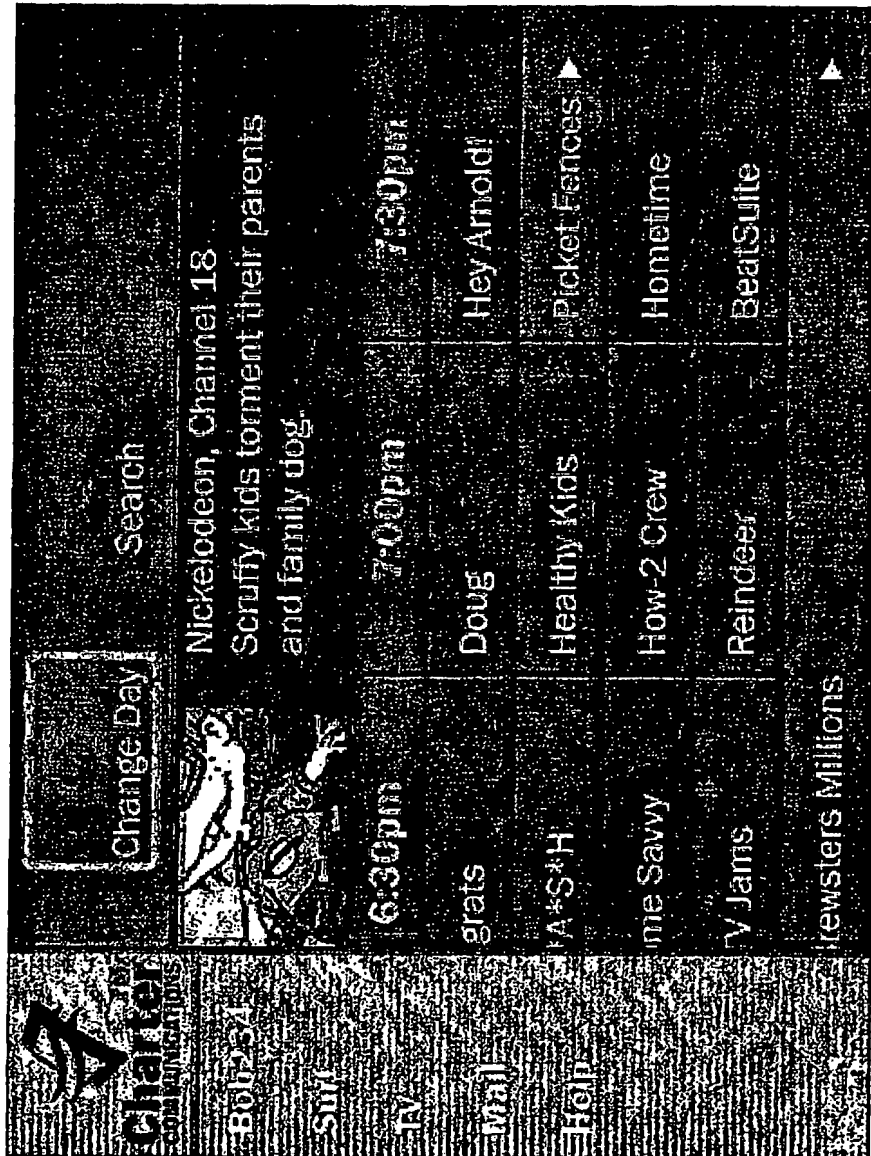 Charter
COMMUNICATIONS
Bob234
Surf
TV
Mail
Help
Change Day
Search
Nickelodeon, Channel 18
Scruffy kids torment their parents
and family dog.
6:30pm 7:00pm 7:30pm
grats Doug Hey Arnold!
*A*S*H Healthy Kids Picket Fences
me Savvy How-2 Crew Hometime
V Jams Reindeer BeatSuite
rewsters Millions